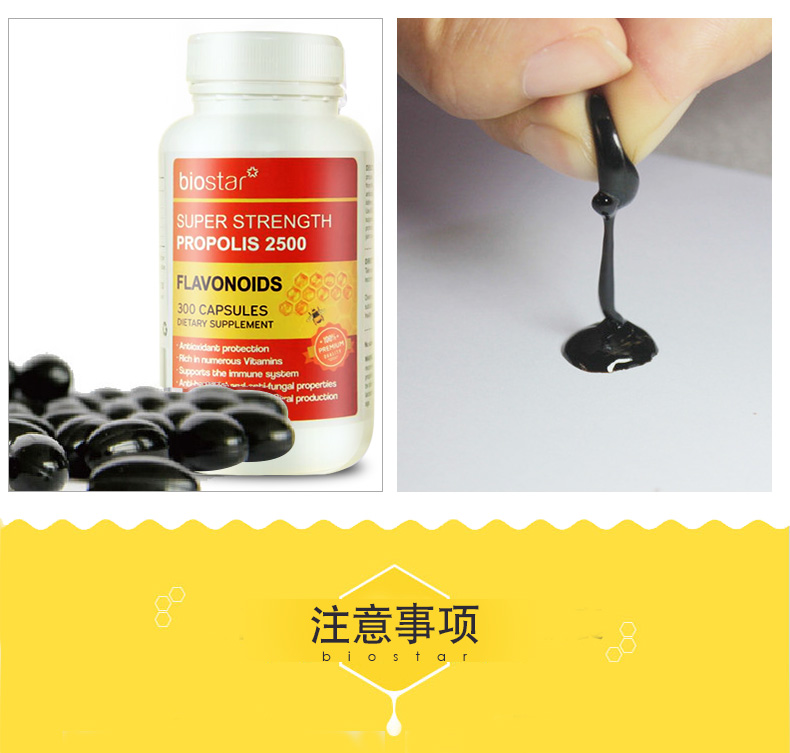 biostar
SUPER STRENGTH
PROPOLIS 2500
FLAVONOIDS
300 CAPSULES
DIETARY SUPPLEMENT
100%
PREMIUM
· Antioxidant protection
· Rich in numerous Vitamins
· Supports the Immune system
anti-fungal properties
production
注意事项
biostar